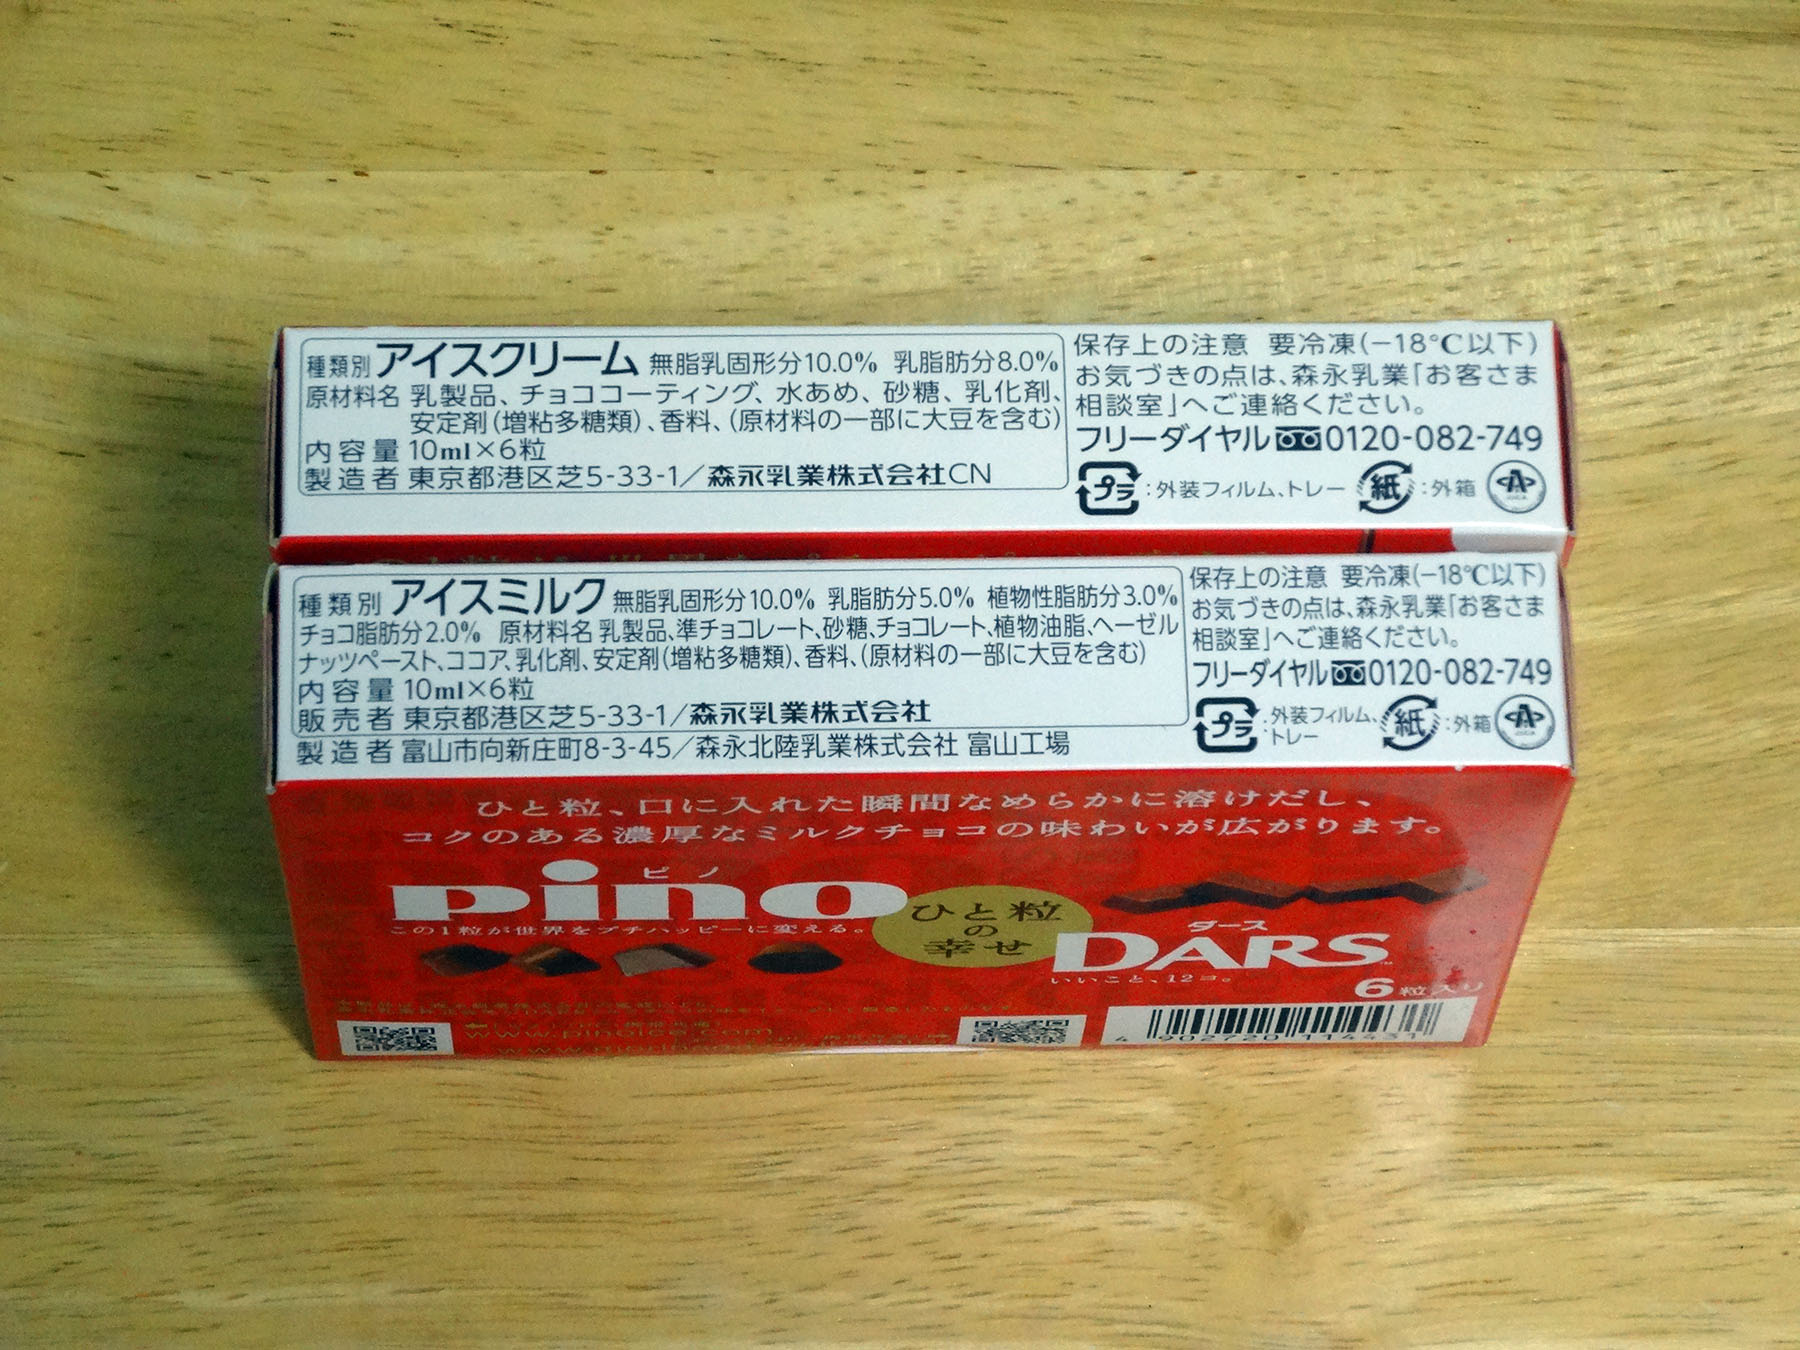 種類別 アイスクリーム 無脂乳固形分10.0% 乳脂肪分8.0%
原材料名 乳製品、チョココーティング、水あめ、砂糖、乳化剤、
安定剤(増粘多糖類)、香料、(原材料の一部に大豆を含む)
内容量 10ml×6粒
製造者 東京都港区芝5-33-1/森永乳業株式会社CN
保存上の注意 要冷凍(−18℃以下)
お気づきの点は、森永乳業「お客さま
相談室」へご連絡ください。
フリーダイヤル 0120-082-749
プラ :外装フィルム、トレー 紙 :外箱
種類別 アイスミルク 無脂乳固形分10.0% 乳脂肪分5.0% 植物性脂肪分3.0%
チョコ脂肪分2.0% 原材料名 乳製品、準チョコレート、砂糖、チョコレート、植物油脂、ヘーゼル
ナッツペースト、ココア、乳化剤、安定剤(増粘多糖類)、香料、(原材料の一部に大豆を含む)
内容量 10ml×6粒
販売者 東京都港区芝5-33-1/森永乳業株式会社
製造者 富山市向新庄町8-3-45/森永北陸乳業株式会社 富山工場
保存上の注意 要冷凍(−18℃以下)
お気づきの点は、森永乳業「お客さま
相談室」へご連絡ください。
フリーダイヤル 0120-082-749
プラ :外装フィルム、トレー 紙 :外箱
ひと粒、口に入れた瞬間なめらかに溶けだし、
コクのある濃厚なミルクチョコの味わいが広がります。
ピノ
pino
この1粒が世界をプチハッピーに変える。
ひと粒
の
幸せ
ダース
DARS
いいこと、12コ。
6粒入り
www.pinoice.com
4 902720 114431